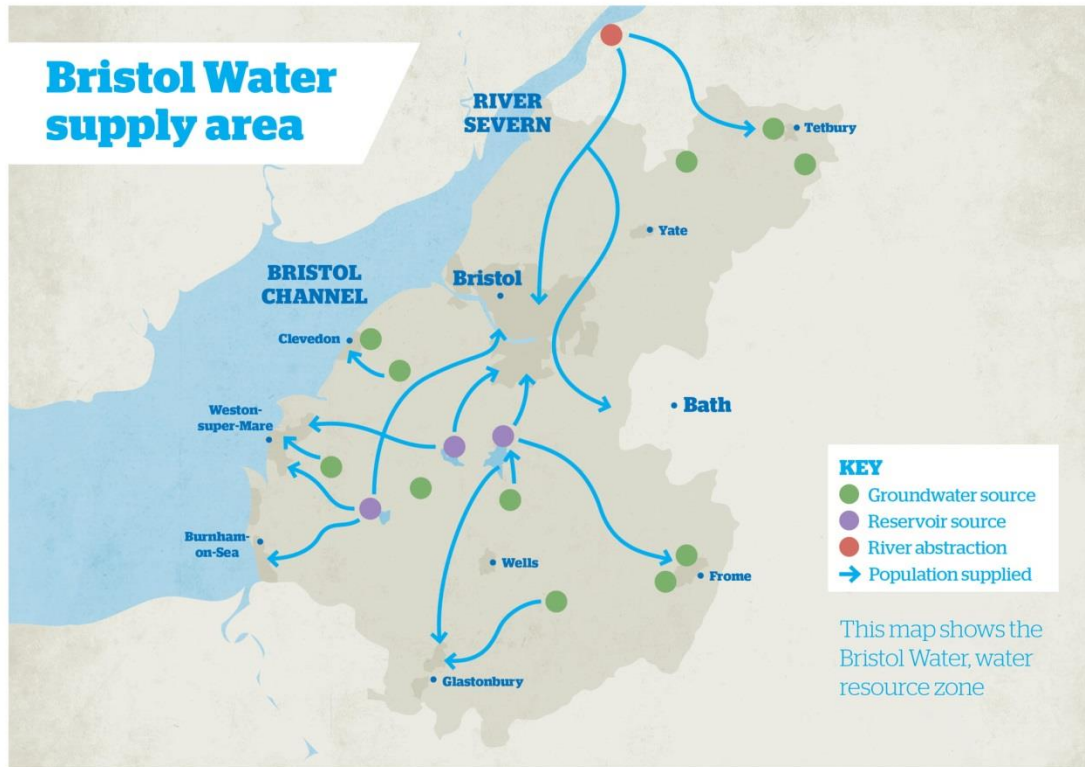 Bristol Water
supply area
RIVER
SEVERN
Tetbury
Yate
BRISTOL
CHANNEL
Bristol
Clevedon
Weston-
super-Mare
Bath
Burnham-
on-Sea
Wells
Frome
Glastonbury
KEY
Groundwater source
Reservoir source
River abstraction
Population supplied
This map shows the
Bristol Water, water
resource zone